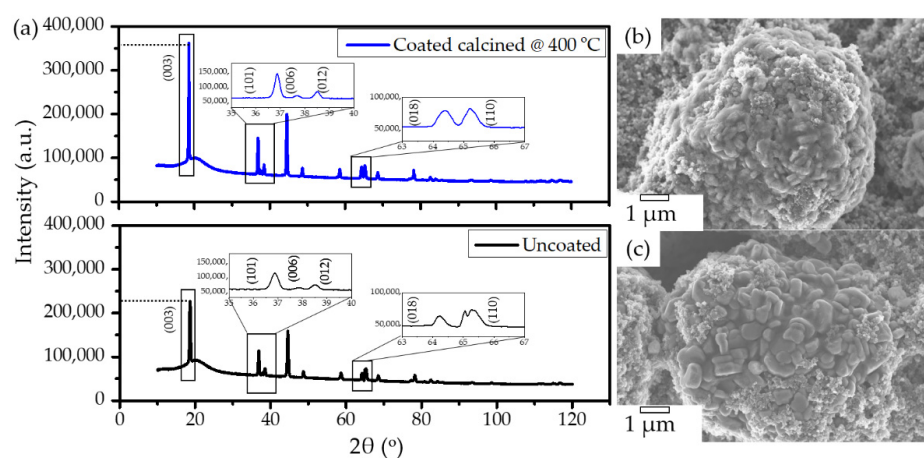 (a)
400,000
300,000
200,000
100,000
0
Coated calcined @ 400 °C
(003)
150,000,
100,000,
50,000,
(101)
(006)
(012)
35 36 37 38 39 40
100,000,
50,000,
(018)
(110)
63 64 65 66 67
Intensity (a.u.)
400,000
300,000
200,000
100,000
0
Uncoated
(003)
150,000,
100,000,
50,000,
(101)
(006)
(012)
35 36 37 38 39 40
100,000,
50,000,
(018)
(110)
63 64 65 66 67
0 20 40 60 80 100 120
2θ (º)
(b)
1 µm
(c)
1 µm